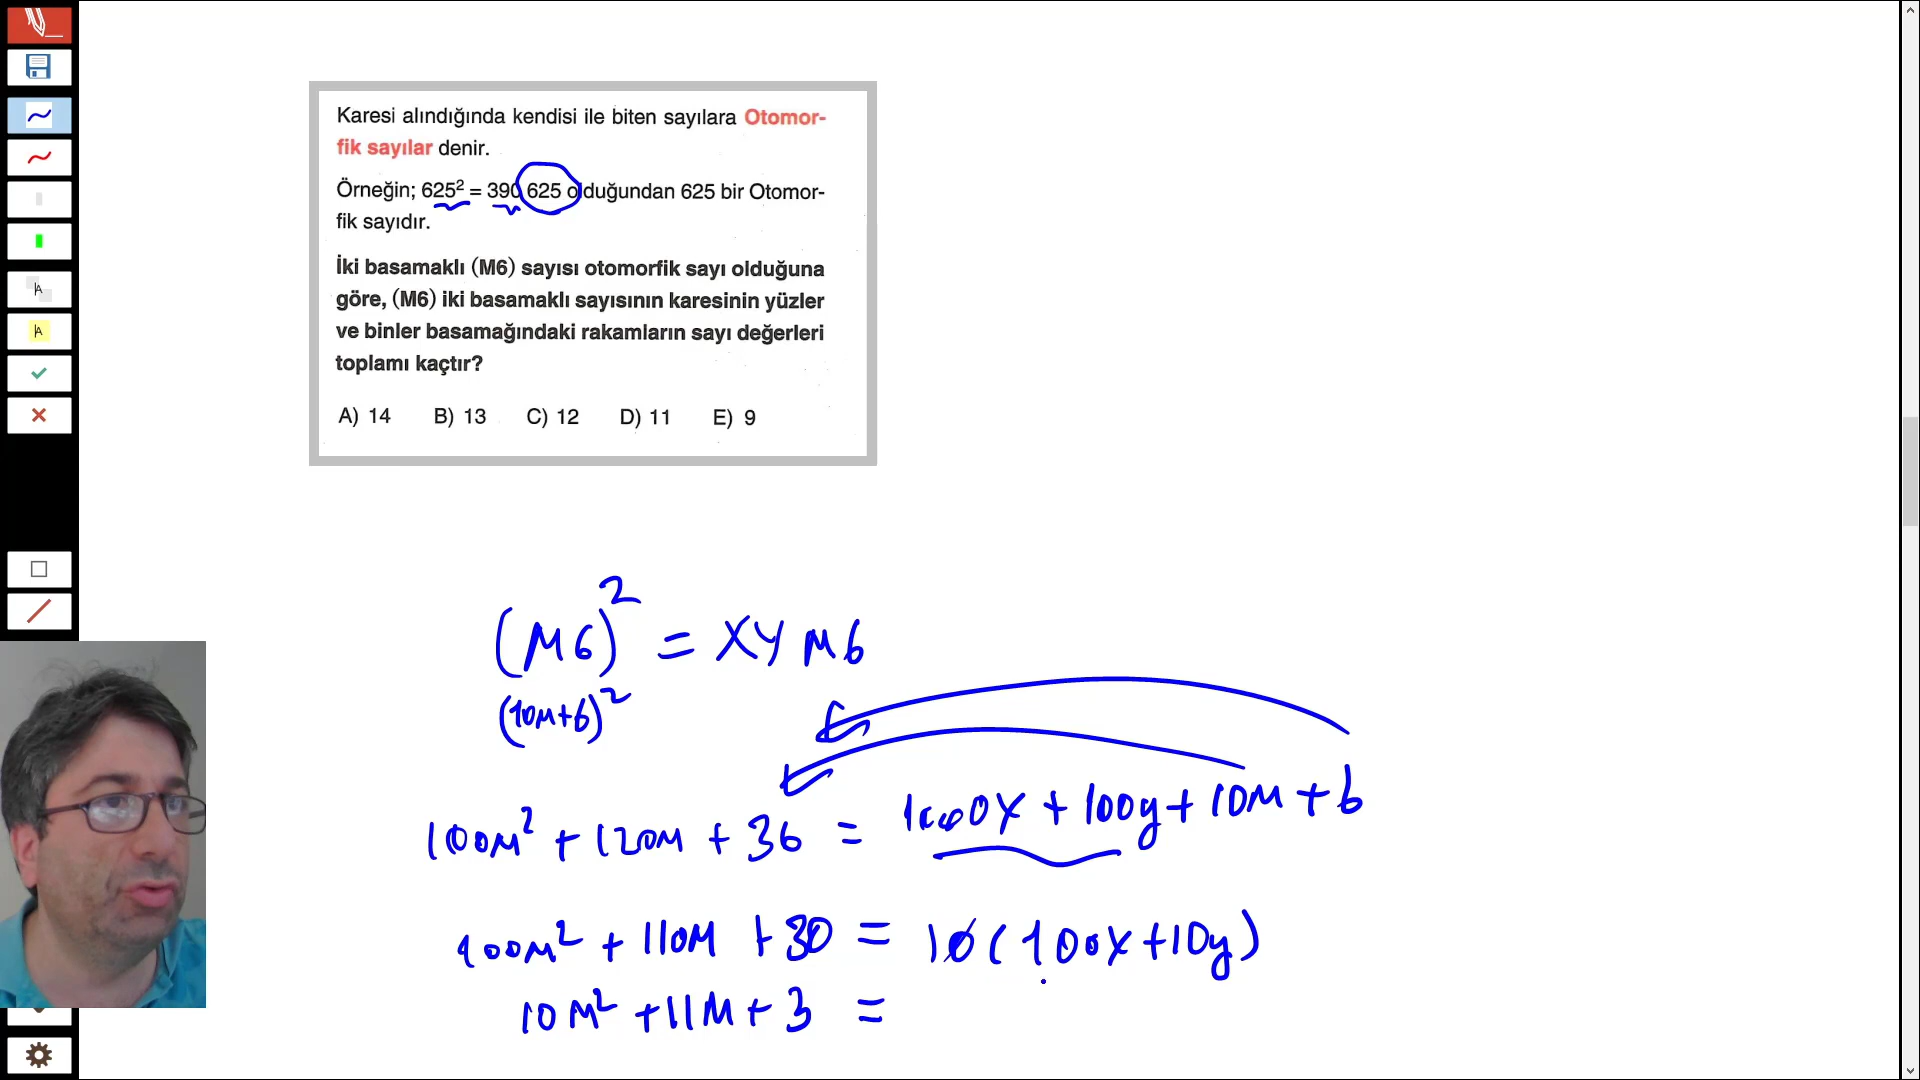 Karesi alındığında kendisi ile biten sayılara Otomor-
fik sayılar denir.
Örneğin; 625² = 390 625 olduğundan 625 bir Otomor-
fik sayıdır.
İki basamaklı (M6) sayısı otomorfik sayı olduğuna
göre, (M6) iki basamaklı sayısının karesinin yüzler
ve binler basamağındaki rakamların sayı değerleri
toplamı kaçtır?
A) 14 B) 13 C) 12 D) 11 E) 9
(M6)² = XYM6
(10M+6)²
100M² + 120M + 36 = 1000X + 100y + 10M + 6
100M² + 110M + 30 = 10(100X+10y)
10M² + 11M + 3 =